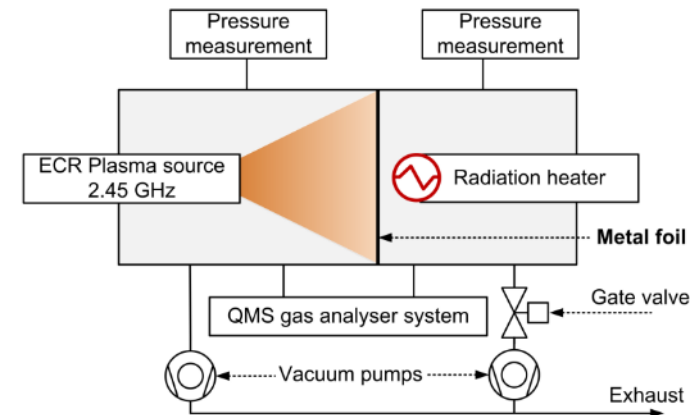 Pressure
measurement
Pressure
measurement
ECR Plasma source
2.45 GHz
Radiation heater
Metal foil
QMS gas analyser system
Gate valve
Vacuum pumps
Exhaust